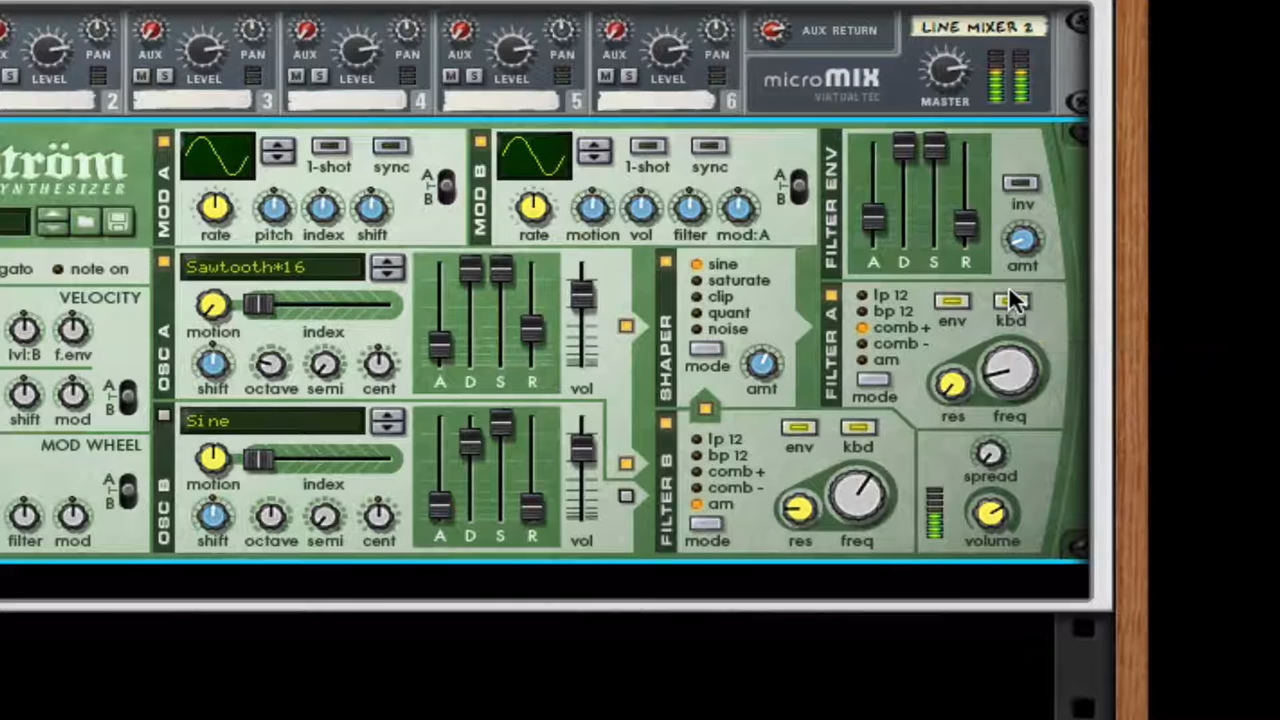 PAN AUX PAN AUX PAN AUX PAN AUX PAN AUX RETURN LINE MIXER 2
S LEVEL M S LEVEL M S LEVEL M S LEVEL M S LEVEL
2 3 4 5 6 microMIX VIRTUAL TEC MASTER
ström
SYNTHESIZER
MOD A
1-shot sync
A
B
rate pitch index shift
MOD B
1-shot sync
A
B
rate motion vol filter mod:A
FILTER ENV
A D S R
inv
amt
gato note on
VELOCITY
lvl:B f.env
shift mod
A
B
MOD WHEEL
filter mod
A
B
OSC A
Sawtooth*16
motion index
shift octave semi cent
A D S R
vol
OSC B
Sine
motion index
shift octave semi cent
A D S R
vol
SHAPER
sine
saturate
clip
quant
noise
mode amt
FILTER A
lp 12
bp 12
comb +
comb -
am
mode
env kbd
res freq
FILTER B
lp 12
bp 12
comb +
comb -
am
mode
env kbd
res freq
spread
volume